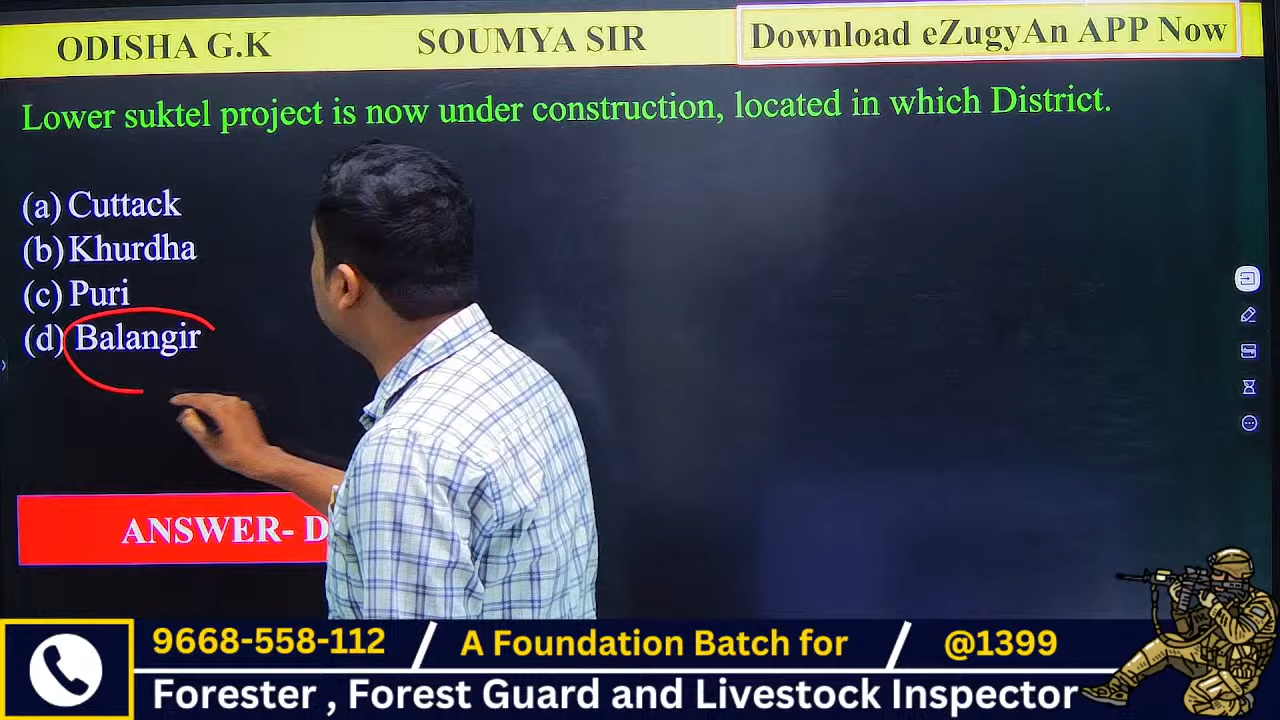 ODISHA G.K SOUMYA SIR Download eZugyAn APP Now
Lower suktel project is now under construction, located in which District.
(a) Cuttack
(b) Khurdha
(c) Puri
(d) Balangir
ANSWER- D
9668-558-112 / A Foundation Batch for / @1399
Forester , Forest Guard and Livestock Inspector